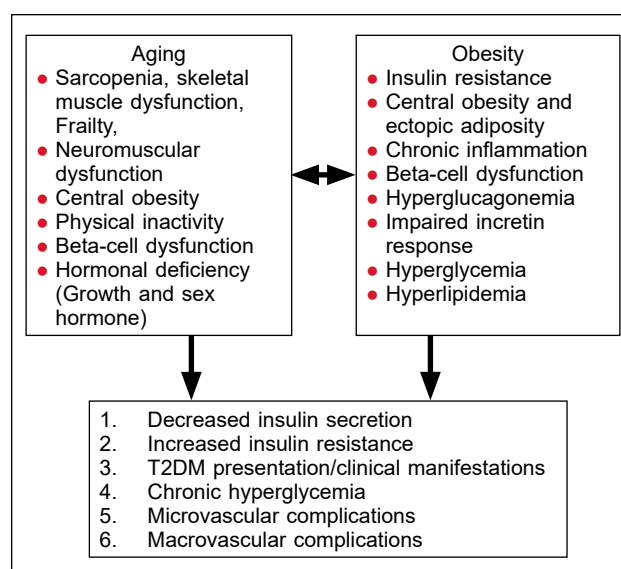 Aging
● Sarcopenia, skeletal
muscle dysfunction,
Frailty,
● Neuromuscular
dysfunction
● Central obesity
● Physical inactivity
● Beta-cell dysfunction
● Hormonal deficiency
(Growth and sex
hormone)
Obesity
● Insulin resistance
● Central obesity and
ectopic adiposity
● Chronic inflammation
● Beta-cell dysfunction
● Hyperglucagonemia
● Impaired incretin
response
● Hyperglycemia
● Hyperlipidemia
1. Decreased insulin secretion
2. Increased insulin resistance
3. T2DM presentation/clinical manifestations
4. Chronic hyperglycemia
5. Microvascular complications
6. Macrovascular complications